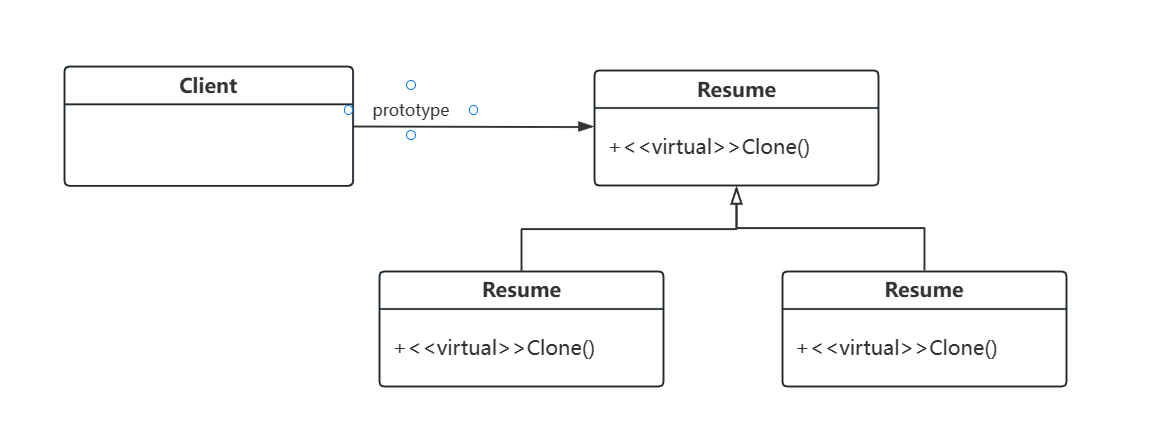 Client
prototype
Resume
+<<virtual>>Clone()
Resume
+<<virtual>>Clone()
Resume
+<<virtual>>Clone()